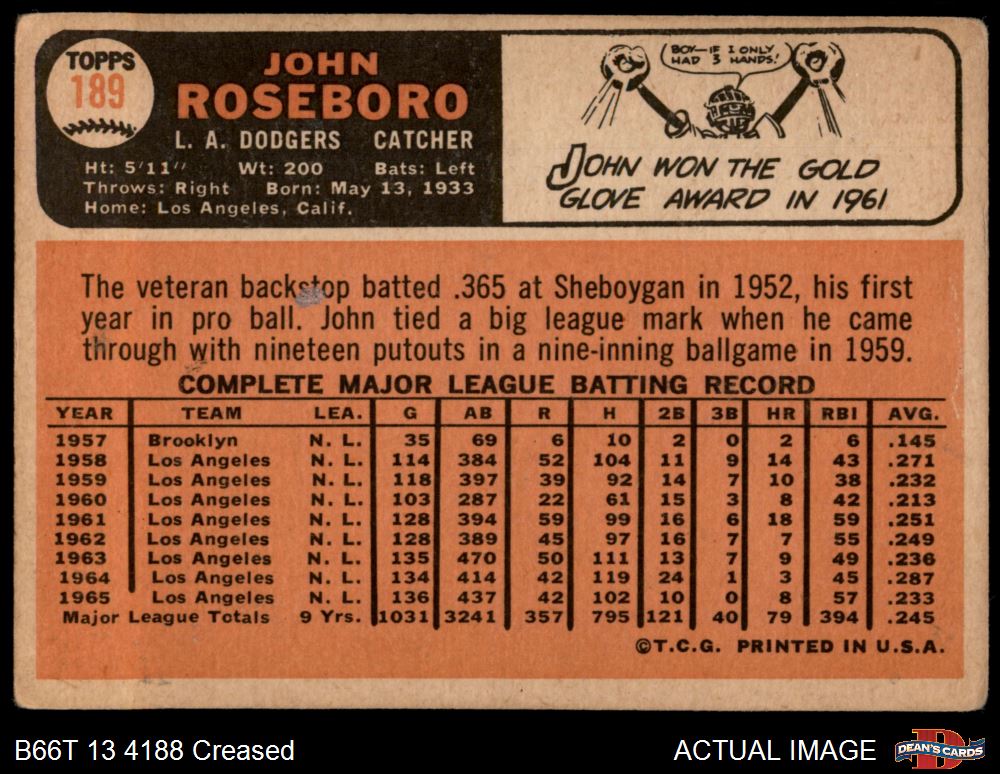 TOPPS
189
JOHN
ROSEBORO
L. A. DODGERS CATCHER
Ht: 5'11" Wt: 200 Bats: Left
Throws: Right Born: May 13, 1933
Home: Los Angeles, Calif.
BOY—IF I ONLY
HAD 3 HANDS!
JOHN WON THE GOLD
GLOVE AWARD IN 1961
The veteran backstop batted .365 at Sheboygan in 1952, his first
year in pro ball. John tied a big league mark when he came
through with nineteen putouts in a nine-inning ballgame in 1959.
COMPLETE MAJOR LEAGUE BATTING RECORD
YEAR TEAM LEA. G AB R H 2B 3B HR RBI AVG.
1957 Brooklyn N. L. 35 69 6 10 2 0 2 6 .145
1958 Los Angeles N. L. 114 384 52 104 11 9 14 43 .271
1959 Los Angeles N. L. 118 397 39 92 14 7 10 38 .232
1960 Los Angeles N. L. 103 287 22 61 15 3 8 42 .213
1961 Los Angeles N. L. 128 394 59 99 16 6 18 59 .251
1962 Los Angeles N. L. 128 389 45 97 16 7 7 55 .249
1963 Los Angeles N. L. 135 470 50 111 13 7 9 49 .236
1964 Los Angeles N. L. 134 414 42 119 24 1 3 45 .287
1965 Los Angeles N. L. 136 437 42 102 10 0 8 57 .233
Major League Totals 9 Yrs. 1031 3241 357 795 121 40 79 394 .245
©T.C.G. PRINTED IN U.S.A.
B66T 13 4188 Creased
ACTUAL IMAGE
DEAN'S CARDS